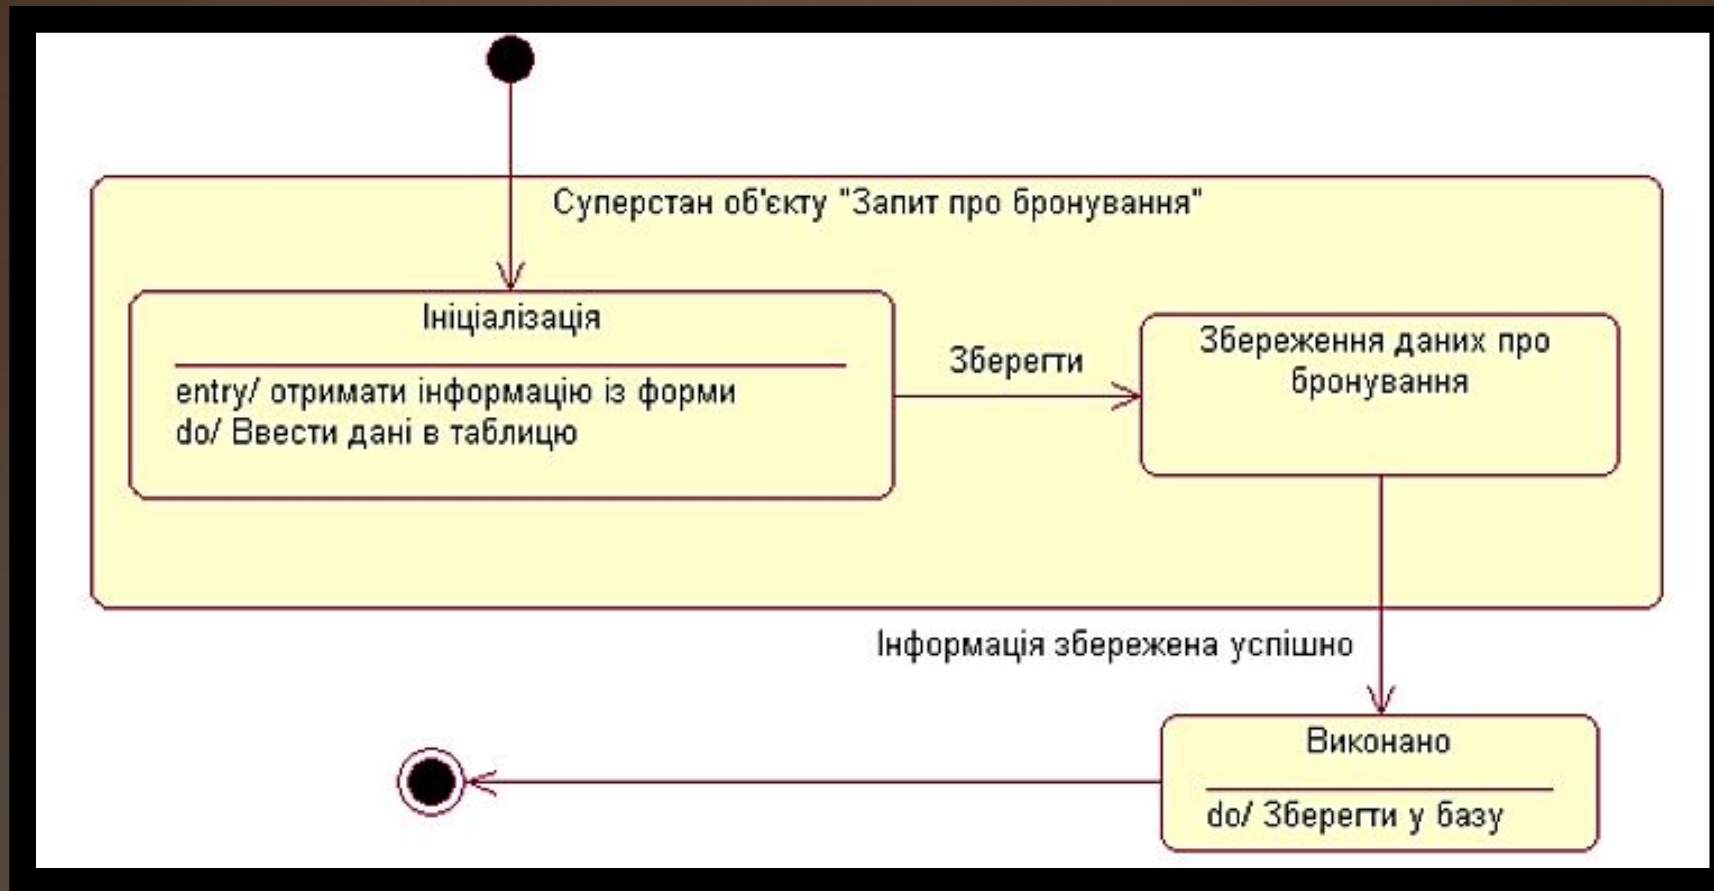 Суперстан об'єкту "Запит про бронування"
Ініціалізація
entry/ отримати інформацію із форми
do/ Ввести дані в таблицю
Зберегти
Збереження даних про
бронування
Інформація збережена успішно
Виконано
do/ Зберегти у базу